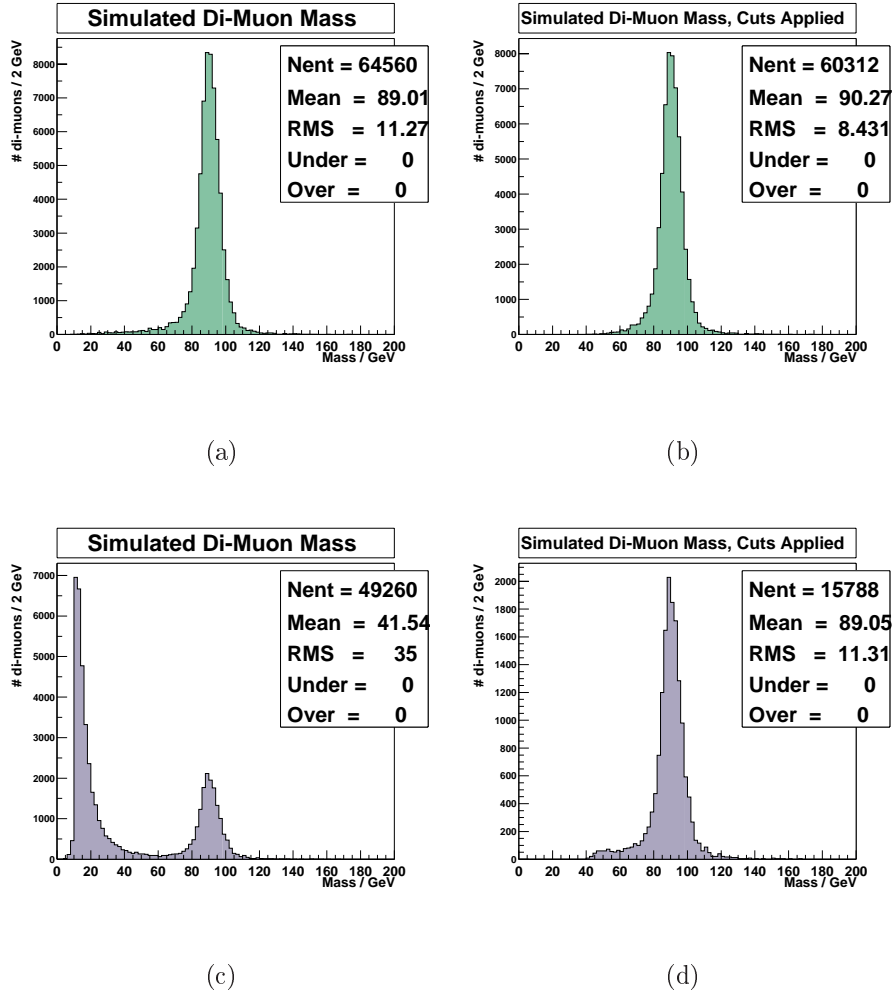 Simulated Di-Muon Mass
# di-muons / 2 GeV
8000
7000
6000
5000
4000
3000
2000
1000
0
0 20 40 60 80 100 120 140 160 180 200
Mass / GeV
Nent = 64560
Mean = 89.01
RMS = 11.27
Under = 0
Over = 0
(a)
Simulated Di-Muon Mass, Cuts Applied
# di-muons / 2 GeV
8000
7000
6000
5000
4000
3000
2000
1000
0
0 20 40 60 80 100 120 140 160 180 200
Mass / GeV
Nent = 60312
Mean = 90.27
RMS = 8.431
Under = 0
Over = 0
(b)
Simulated Di-Muon Mass
# di-muons / 2 GeV
7000
6000
5000
4000
3000
2000
1000
0
0 20 40 60 80 100 120 140 160 180 200
Mass / GeV
Nent = 49260
Mean = 41.54
RMS = 35
Under = 0
Over = 0
(c)
Simulated Di-Muon Mass, Cuts Applied
# di-muons / 2 GeV
2000
1800
1600
1400
1200
1000
800
600
400
200
0
0 20 40 60 80 100 120 140 160 180 200
Mass / GeV
Nent = 15788
Mean = 89.05
RMS = 11.31
Under = 0
Over = 0
(d)